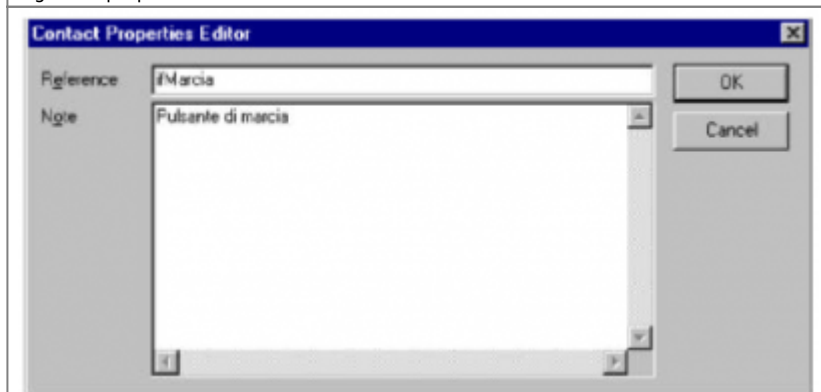 Contact Properties Editor
Reference ifMarcia
OK
Note Pulsante di marcia
Cancel